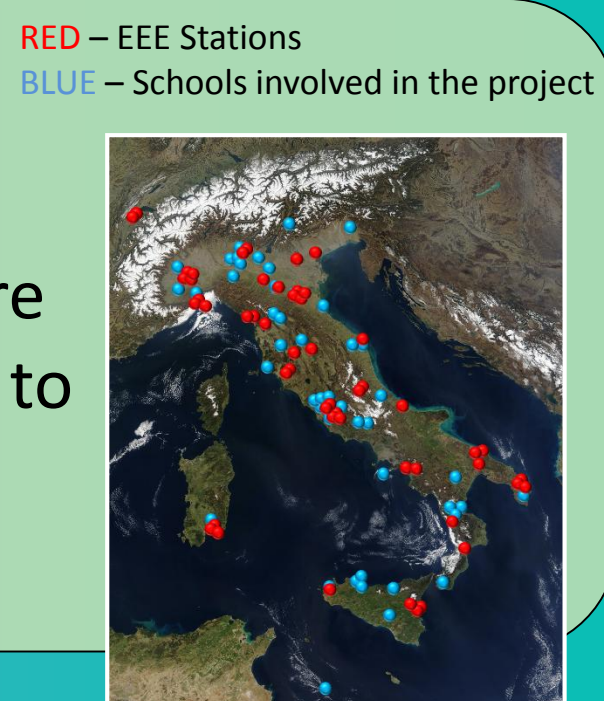 RED – EEE Stations
BLUE – Schools involved in the project
re
to